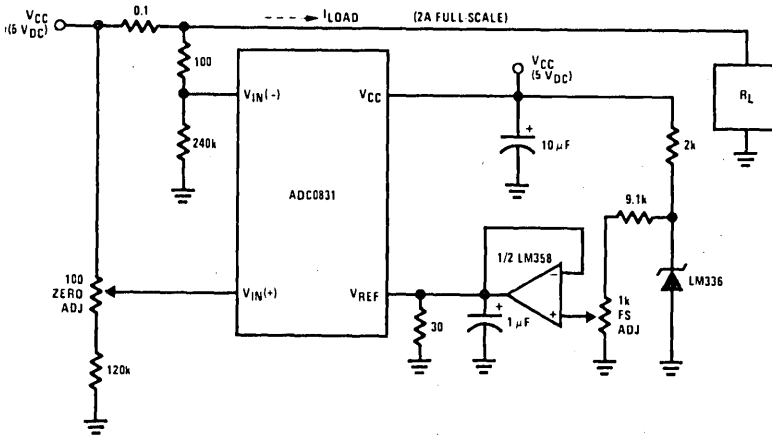 VCC
(5 VDC)
0.1
ILOAD
(2A FULL-SCALE)
100
VIN(-)
240k
VCC
VCC
(5 VDC)
RL
10 μF
2k
ADC0831
9.1k
1/2 LM358
LM336
100
ZERO
ADJ
VIN(+)
VREF
30
1 μF
1k
FS
ADJ
120k